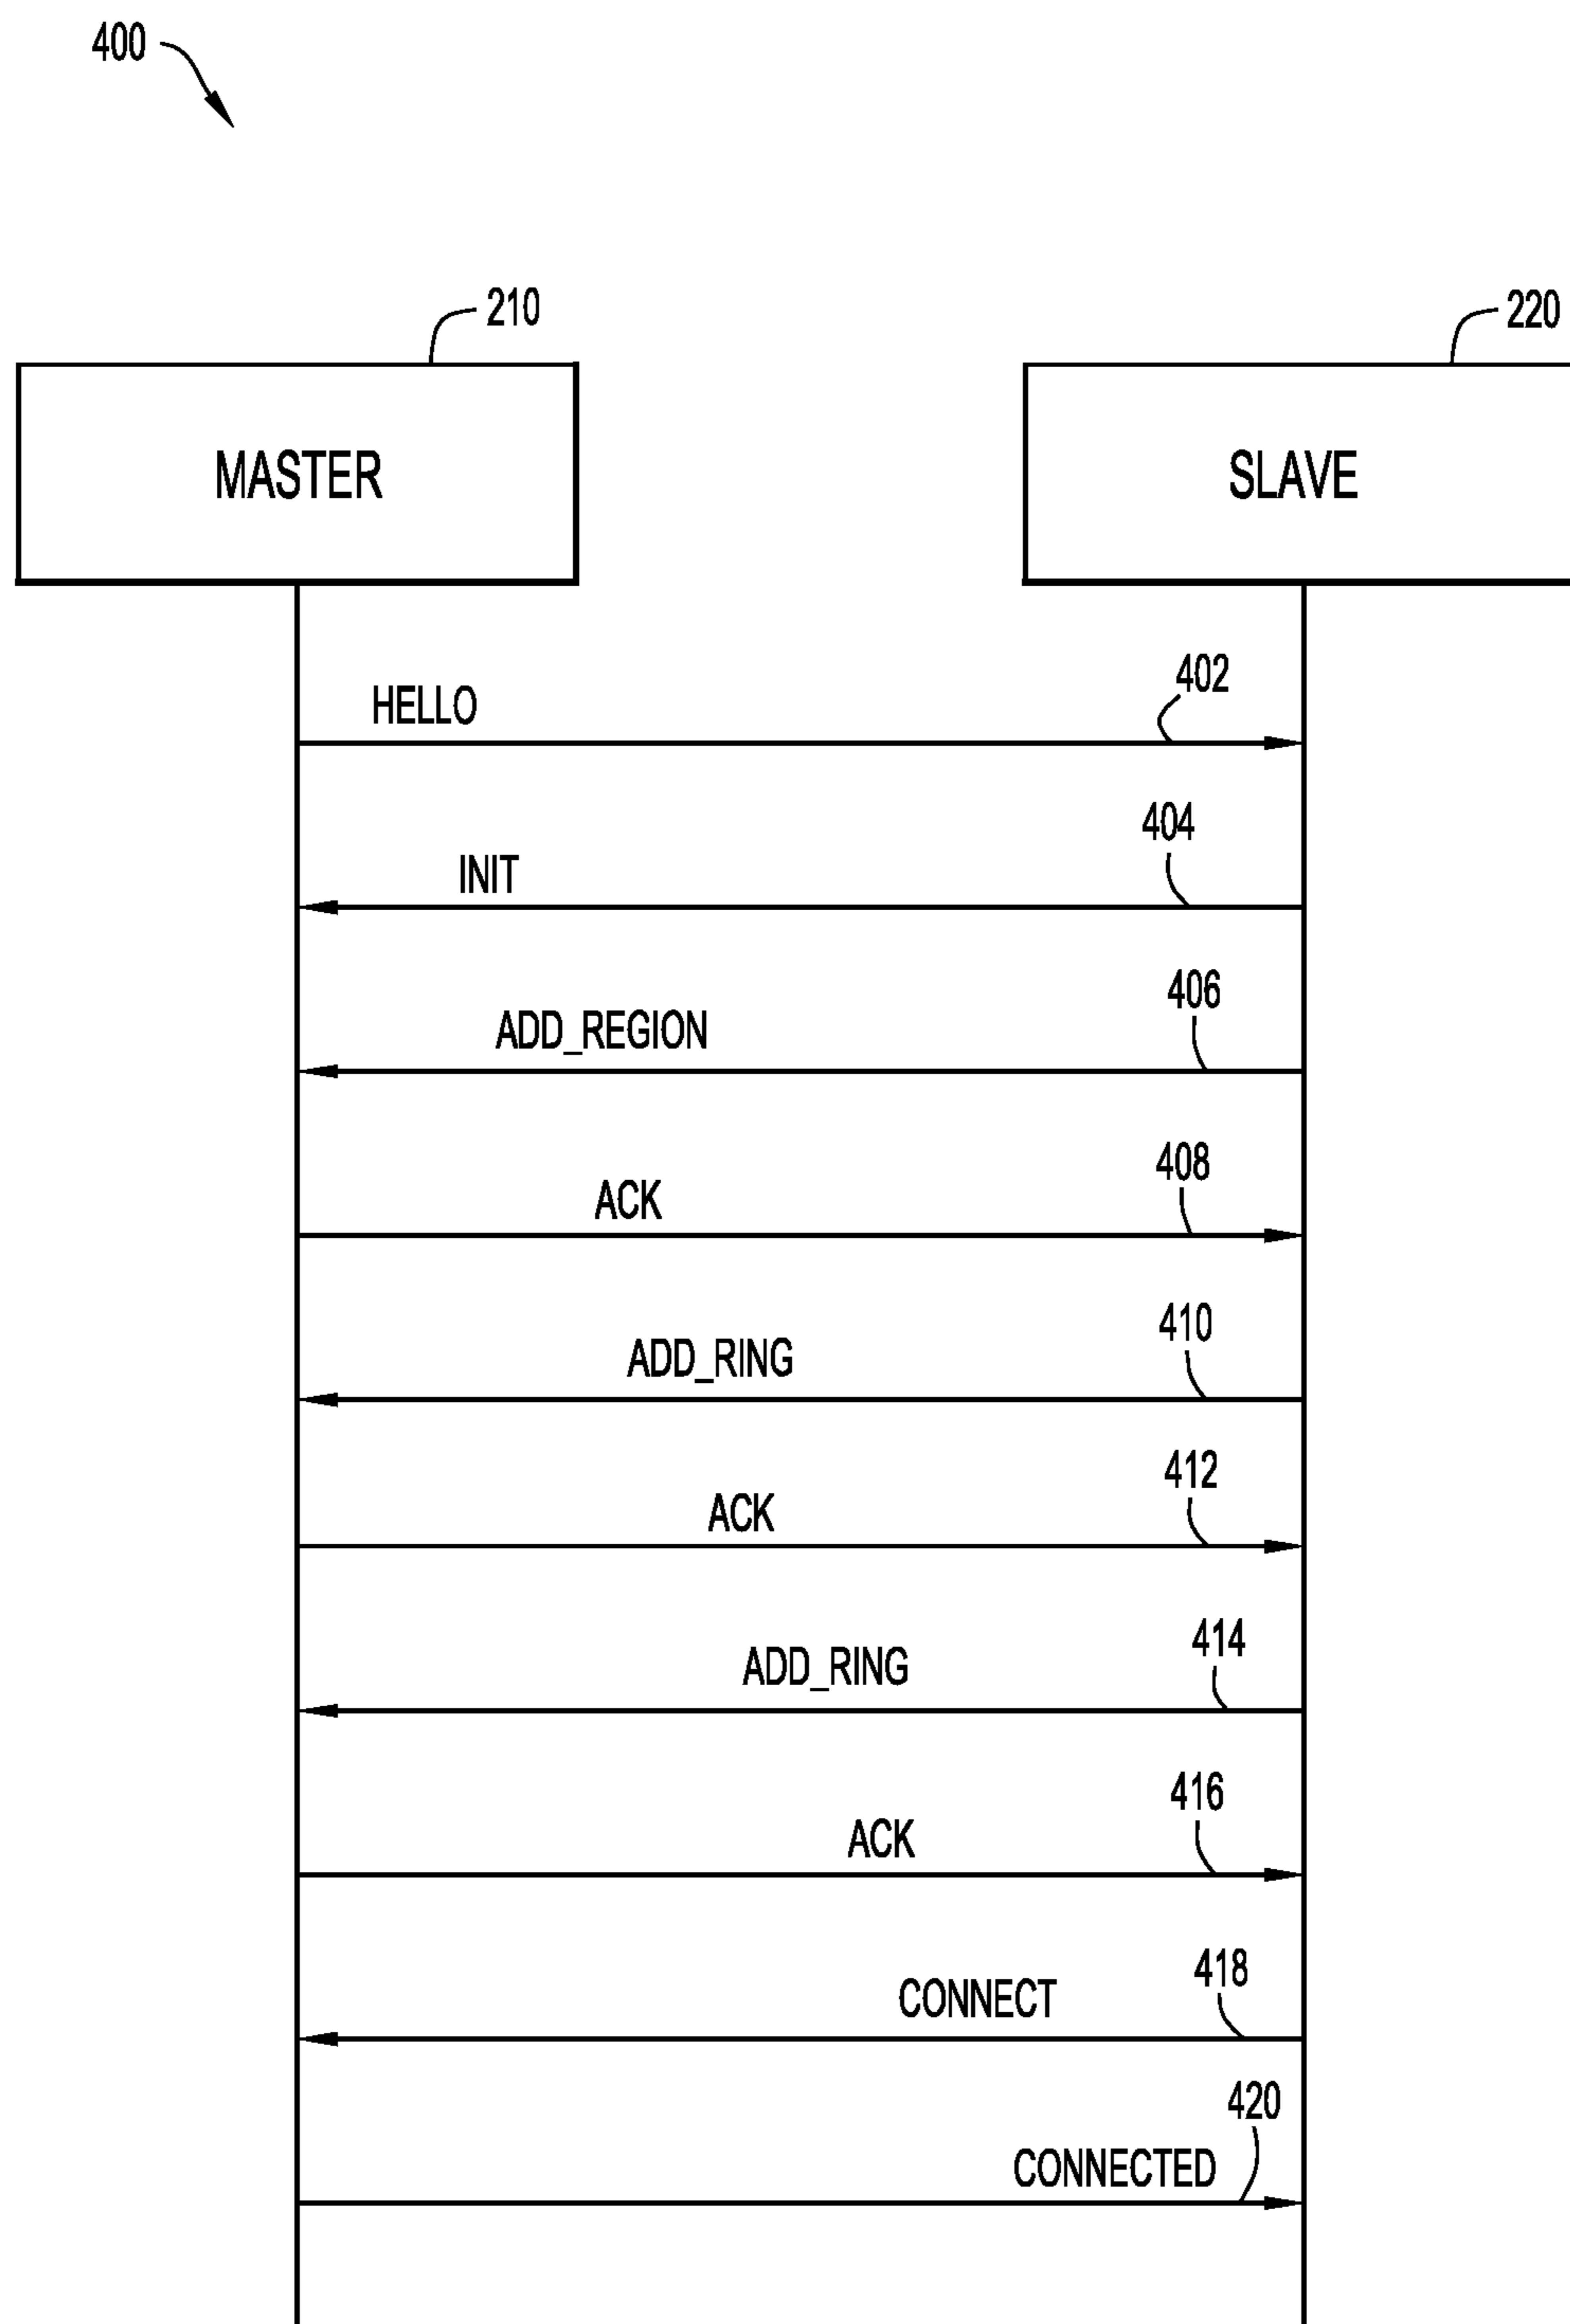 400
210
220
MASTER
SLAVE
402
HELLO
404
INIT
406
ADD_REGION
408
ACK
410
ADD_RING
412
ACK
414
ADD_RING
416
ACK
418
CONNECT
420
CONNECTED